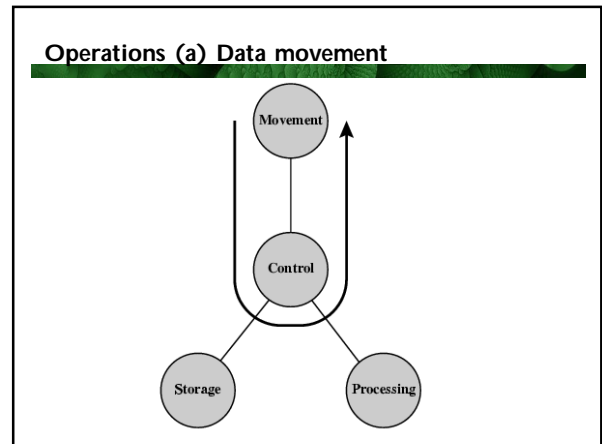 Operations (a) Data movement
Movement
Control
Storage
Processing